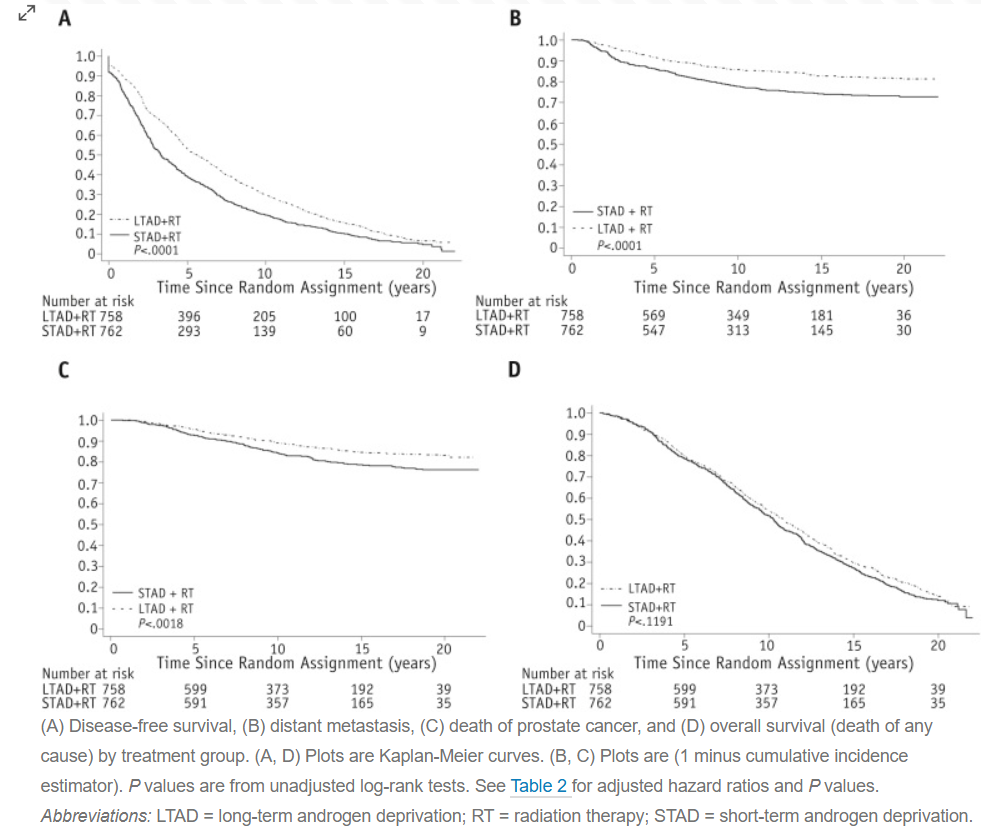 A
1.0
0.9
0.8
0.7
0.6
0.5
0.4
0.3
0.2
0.1
0
LTAD+RT
STAD+RT
P<.0001
0 5 10 15 20
Time Since Random Assignment (years)
Number at risk
LTAD+RT 758 396 205 100 17
STAD+RT 762 293 139 60 9
B
1.0
0.9
0.8
0.7
0.6
0.5
0.4
0.3
0.2
0.1
0
STAD + RT
LTAD + RT
P<.0001
0 5 10 15 20
Time Since Random Assignment (years)
Number at risk
LTAD+RT 758 569 349 181 36
STAD+RT 762 547 313 145 30
C
1.0
0.9
0.8
0.7
0.6
0.5
0.4
0.3
0.2
0.1
0
STAD + RT
LTAD + RT
P<.0018
0 5 10 15 20
Time Since Random Assignment (years)
Number at risk
LTAD+RT 758 599 373 192 39
STAD+RT 762 591 357 165 35
D
1.0
0.9
0.8
0.7
0.6
0.5
0.4
0.3
0.2
0.1
0
LTAD+RT
STAD+RT
P<.1191
0 5 10 15 20
Time Since Random Assignment (years)
Number at risk
LTAD+RT 758 599 373 192 39
STAD+RT 762 591 357 165 35
(A) Disease-free survival, (B) distant metastasis, (C) death of prostate cancer, and (D) overall survival (death of any
cause) by treatment group. (A, D) Plots are Kaplan-Meier curves. (B, C) Plots are (1 minus cumulative incidence
estimator). P values are from unadjusted log-rank tests. See Table 2 for adjusted hazard ratios and P values.
Abbreviations: LTAD = long-term androgen deprivation; RT = radiation therapy; STAD = short-term androgen deprivation.